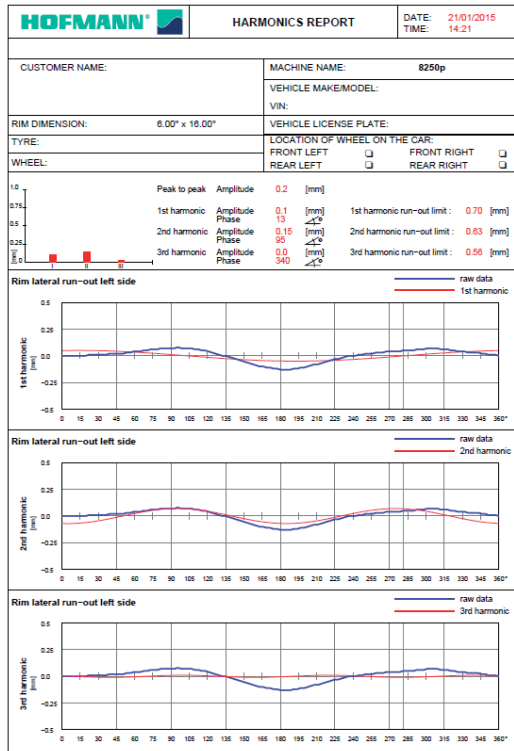 HOFMANN®
HARMONICS REPORT
DATE: 21/01/2015
TIME: 14:21
CUSTOMER NAME:
MACHINE NAME: 8250p
VEHICLE MAKE/MODEL:
VIN:
RIM DIMENSION: 6.00" x 16.00"
VEHICLE LICENSE PLATE:
TYRE:
LOCATION OF WHEEL ON THE CAR:
FRONT LEFT FRONT RIGHT
REAR LEFT REAR RIGHT
WHEEL:
1.0
0.75
0.5
0.25
[mm]
I II III
Peak to peak Amplitude 0.2 [mm]
1st harmonic Amplitude 0.1 [mm] 1st harmonic run-out limit : 0.70 [mm]
Phase 13
2nd harmonic Amplitude 0.15 [mm] 2nd harmonic run-out limit : 0.63 [mm]
Phase 95
3rd harmonic Amplitude 0.0 [mm] 3rd harmonic run-out limit : 0.56 [mm]
Phase 340
Rim lateral run-out left side
raw data
1st harmonic
1st harmonic
[mm]
0.5
0.25
0.0
-0.25
-0.5
0 15 30 45 60 75 90 105 120 135 150 165 180 195 210 225 240 255 270 285 300 315 330 345 360°
Rim lateral run-out left side
raw data
2nd harmonic
2nd harmonic
[mm]
0.5
0.25
0.0
-0.25
-0.5
0 15 30 45 60 75 90 105 120 135 150 165 180 195 210 225 240 255 270 285 300 315 330 345 360°
Rim lateral run-out left side
raw data
3rd harmonic
3rd harmonic
[mm]
0.5
0.25
0.0
-0.25
-0.5
0 15 30 45 60 75 90 105 120 135 150 165 180 195 210 225 240 255 270 285 300 315 330 345 360°